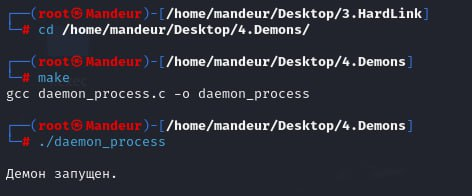 ┌──(root㉿Mandeur)-[/home/mandeur/Desktop/3.HardLink]
└─# cd /home/mandeur/Desktop/4.Demons/
┌──(root㉿Mandeur)-[/home/mandeur/Desktop/4.Demons]
└─# make
gcc daemon_process.c -o daemon_process
┌──(root㉿Mandeur)-[/home/mandeur/Desktop/4.Demons]
└─# ./daemon_process
Демон запущен.